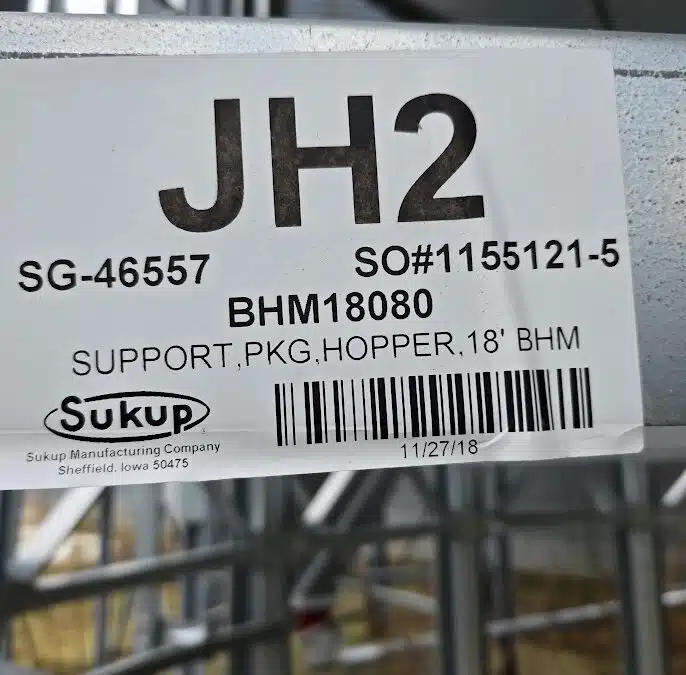 JH2
SG-46557 SO#1155121-5
BHM18080
SUPPORT,PKG,HOPPER,18' BHM
Sukup
Sukup Manufacturing Company
Sheffield, Iowa 50475
11/27/18